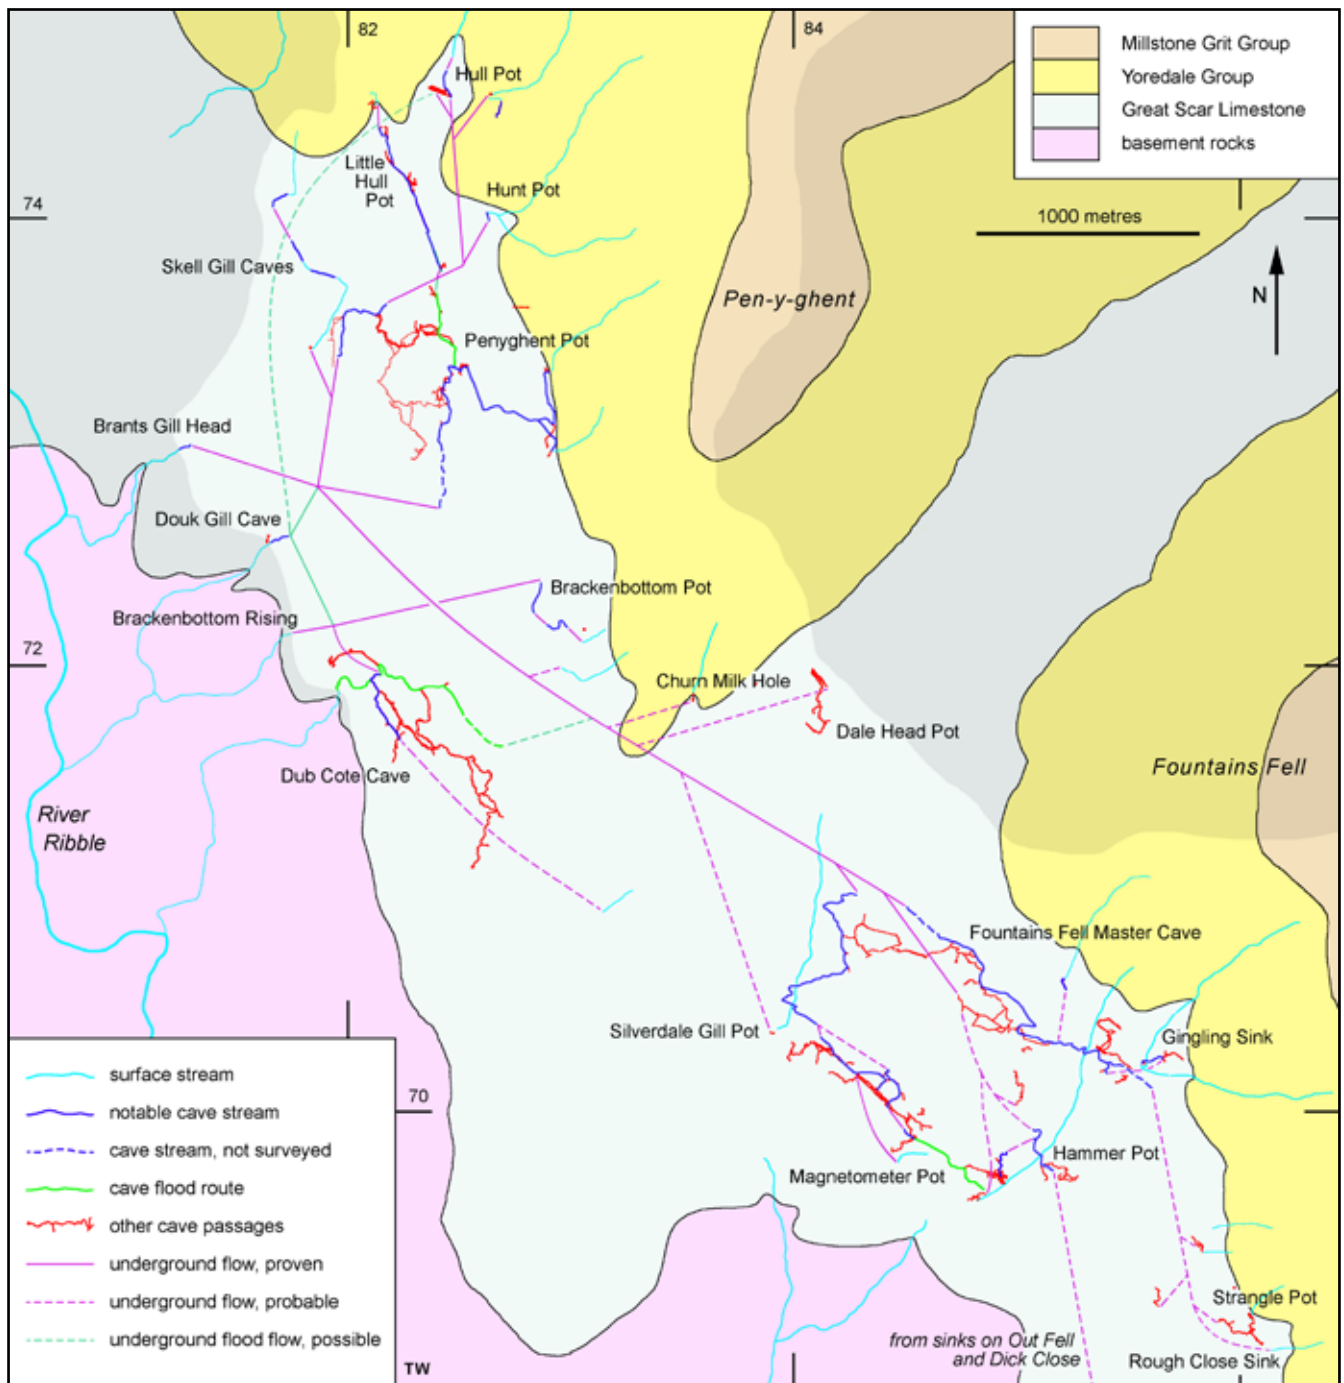 82
84
Millstone Grit Group
Yoredale Group
Great Scar Limestone
basement rocks
Hull Pot
Little
Hull
Pot
Hunt Pot
74
1000 metres
Skell Gill Caves
Pen-y-ghent
N
Penyghent Pot
Brants Gill Head
Douk Gill Cave
Brackenbottom Pot
Brackenbottom Rising
72
Churn Milk Hole
Dale Head Pot
Dub Cote Cave
Fountains Fell
River
Ribble
Fountains Fell Master Cave
Silverdale Gill Pot
Gingling Sink
70
Hammer Pot
Magnetometer Pot
Strangle Pot
from sinks on Out Fell
and Dick Close
Rough Close Sink
surface stream
notable cave stream
cave stream, not surveyed
cave flood route
other cave passages
underground flow, proven
underground flow, probable
underground flood flow, possible
TW